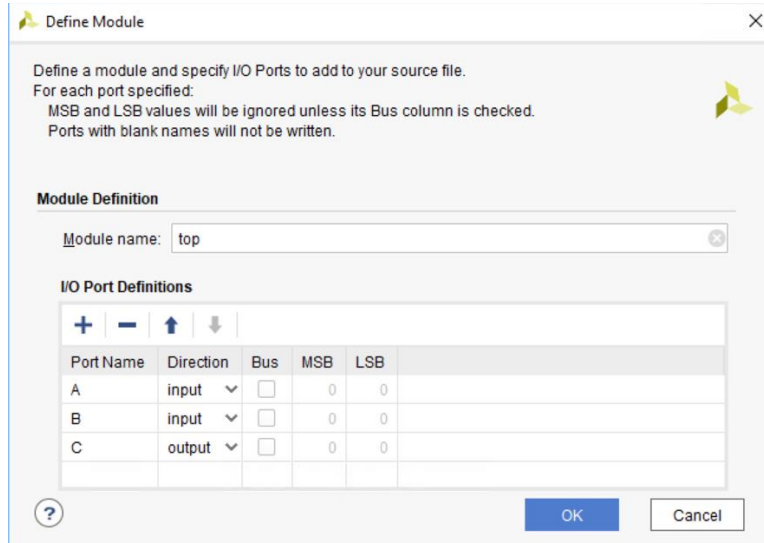 Define Module
Define a module and specify I/O Ports to add to your source file.
For each port specified:
MSB and LSB values will be ignored unless its Bus column is checked.
Ports with blank names will not be written.
Module Definition
Module name: top
I/O Port Definitions
Port Name Direction Bus MSB LSB
A input 0 0
B input 0 0
C output 0 0
? OK Cancel